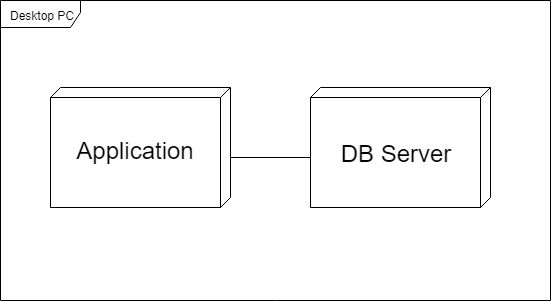 Desktop PC
Application
DB Server